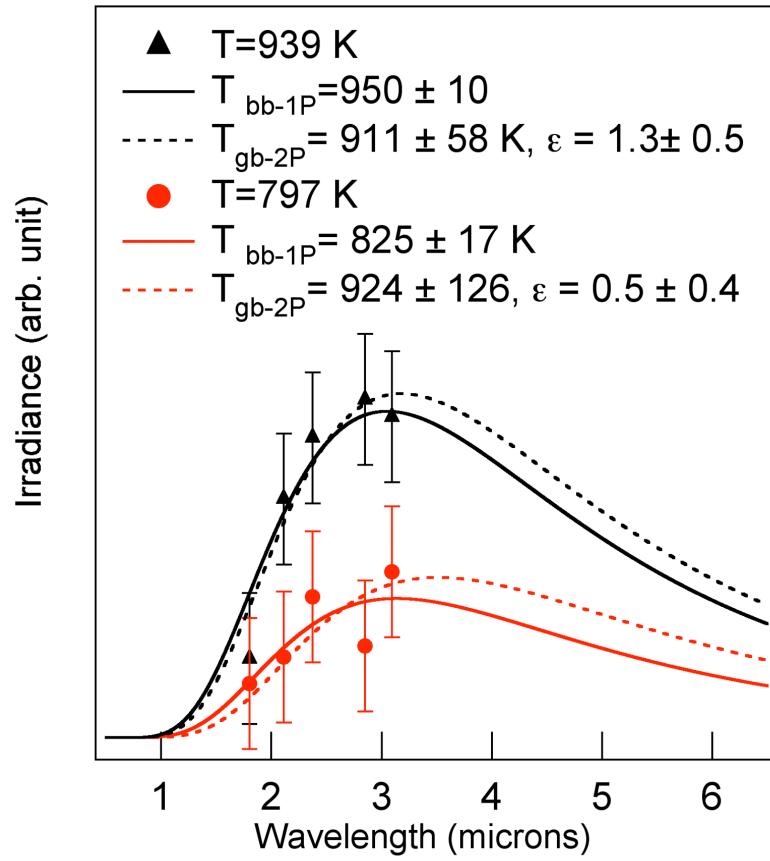 T=939 K
T bb-1P=950 ± 10
T gb-2P= 911 ± 58 K, ε = 1.3± 0.5
T=797 K
T bb-1P= 825 ± 17 K
T gb-2P= 924 ± 126, ε = 0.5 ± 0.4
Irradiance (arb. unit)
1 2 3 4 5 6
Wavelength (microns)